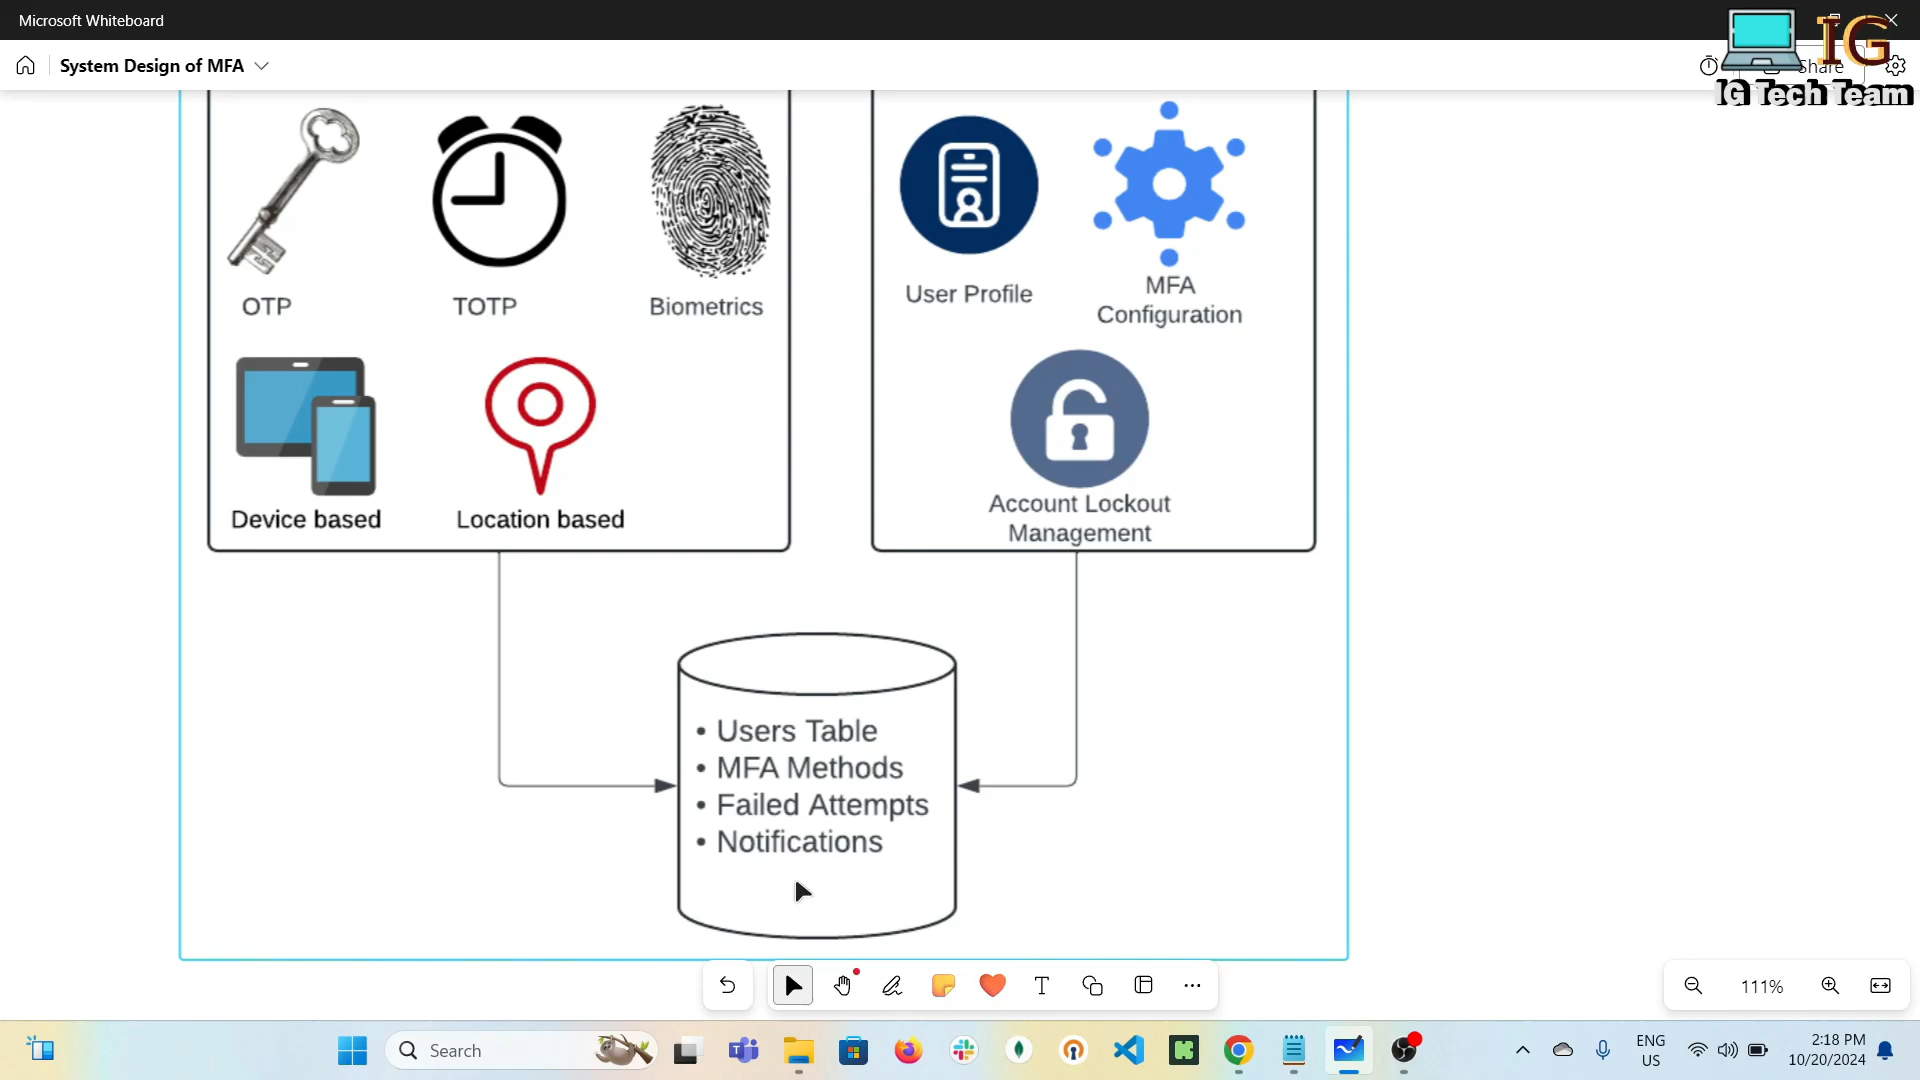 Microsoft Whiteboard
IG
System Design of MFA
Share
IG Tech Team
OTP
TOTP
Biometrics
User Profile
MFA
Configuration
Device based
Location based
Account Lockout
Management
• Users Table
• MFA Methods
• Failed Attempts
• Notifications
111%
Search
ENG
US
2:18 PM
10/20/2024